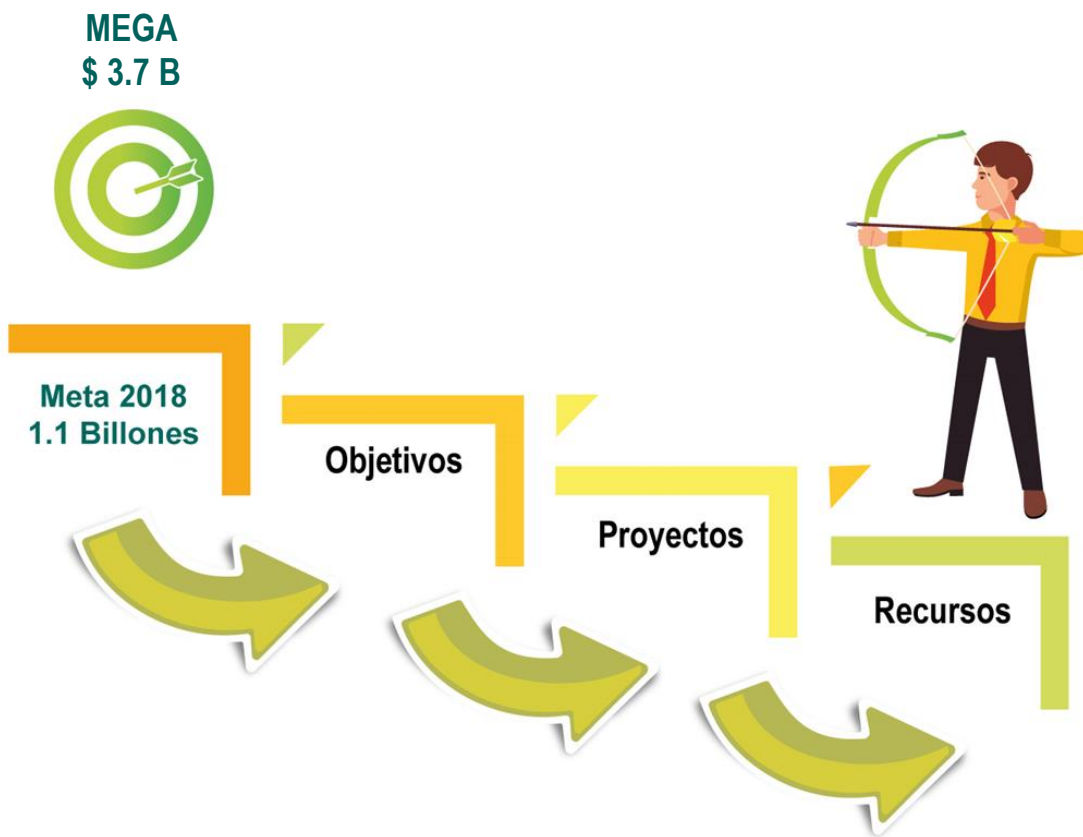 MEGA
$ 3.7 B
Meta 2018
1.1 Billones
Objetivos
Proyectos
Recursos